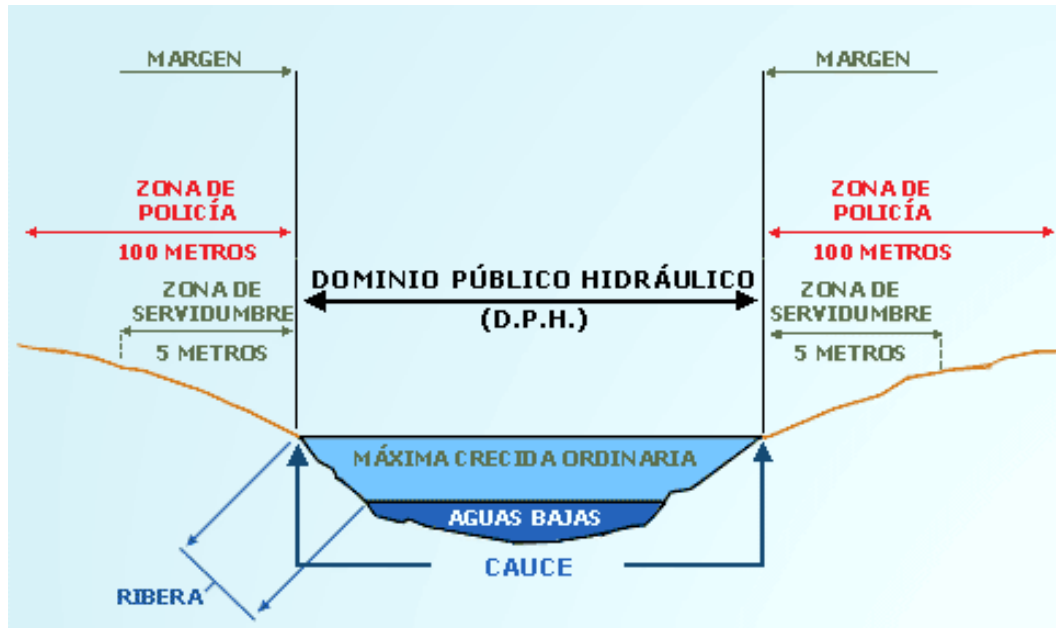 MARGEN
MARGEN
ZONA DE
POLICÍA
100 METROS
ZONA DE
POLICÍA
100 METROS
DOMINIO PÚBLICO HIDRÁULICO
(D.P.H.)
ZONA DE
SERVIDUMBRE
5 METROS
ZONA DE
SERVIDUMBRE
5 METROS
MÁXIMA CRECIDA ORDINARIA
AGUAS BAJAS
CAUCE
RIBERA